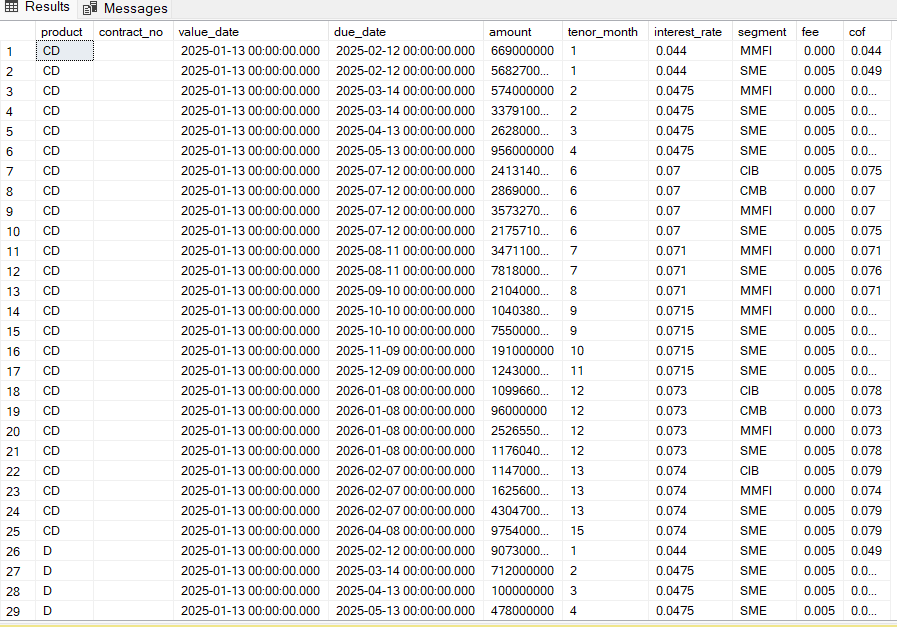 Results Messages
product contract_no value_date due_date amount tenor_month interest_rate segment fee cof
1 CD 2025-01-13 00:00:00.000 2025-02-12 00:00:00.000 669000000 1 0.044 MMFI 0.000 0.044
2 CD 2025-01-13 00:00:00.000 2025-02-12 00:00:00.000 5682700... 1 0.044 SME 0.005 0.049
3 CD 2025-01-13 00:00:00.000 2025-03-14 00:00:00.000 574000000 2 0.0475 MMFI 0.000 0.0...
4 CD 2025-01-13 00:00:00.000 2025-03-14 00:00:00.000 3379100... 2 0.0475 SME 0.005 0.0...
5 CD 2025-01-13 00:00:00.000 2025-04-13 00:00:00.000 2628000... 3 0.0475 SME 0.005 0.0...
6 CD 2025-01-13 00:00:00.000 2025-05-13 00:00:00.000 956000000 4 0.0475 SME 0.005 0.0...
7 CD 2025-01-13 00:00:00.000 2025-07-12 00:00:00.000 2413140... 6 0.07 CIB 0.005 0.075
8 CD 2025-01-13 00:00:00.000 2025-07-12 00:00:00.000 2869000... 6 0.07 CMB 0.000 0.07
9 CD 2025-01-13 00:00:00.000 2025-07-12 00:00:00.000 3573270... 6 0.07 MMFI 0.000 0.07
10 CD 2025-01-13 00:00:00.000 2025-07-12 00:00:00.000 2175710... 6 0.07 SME 0.005 0.075
11 CD 2025-01-13 00:00:00.000 2025-08-11 00:00:00.000 3471100... 7 0.071 MMFI 0.000 0.071
12 CD 2025-01-13 00:00:00.000 2025-08-11 00:00:00.000 7818000... 7 0.071 SME 0.005 0.076
13 CD 2025-01-13 00:00:00.000 2025-09-10 00:00:00.000 2104000... 8 0.071 MMFI 0.000 0.071
14 CD 2025-01-13 00:00:00.000 2025-10-10 00:00:00.000 1040380... 9 0.0715 MMFI 0.000 0.0...
15 CD 2025-01-13 00:00:00.000 2025-10-10 00:00:00.000 7550000... 9 0.0715 SME 0.005 0.0...
16 CD 2025-01-13 00:00:00.000 2025-11-09 00:00:00.000 191000000 10 0.0715 SME 0.005 0.0...
17 CD 2025-01-13 00:00:00.000 2025-12-09 00:00:00.000 1243000... 11 0.0715 SME 0.005 0.0...
18 CD 2025-01-13 00:00:00.000 2026-01-08 00:00:00.000 1099660... 12 0.073 CIB 0.005 0.078
19 CD 2025-01-13 00:00:00.000 2026-01-08 00:00:00.000 96000000 12 0.073 CMB 0.000 0.073
20 CD 2025-01-13 00:00:00.000 2026-01-08 00:00:00.000 2526550... 12 0.073 MMFI 0.000 0.073
21 CD 2025-01-13 00:00:00.000 2026-01-08 00:00:00.000 1176040... 12 0.073 SME 0.005 0.078
22 CD 2025-01-13 00:00:00.000 2026-02-07 00:00:00.000 1147000... 13 0.074 CIB 0.005 0.079
23 CD 2025-01-13 00:00:00.000 2026-02-07 00:00:00.000 1625600... 13 0.074 MMFI 0.000 0.074
24 CD 2025-01-13 00:00:00.000 2026-02-07 00:00:00.000 4304700... 13 0.074 SME 0.005 0.079
25 CD 2025-01-13 00:00:00.000 2026-04-08 00:00:00.000 9754000... 15 0.074 SME 0.005 0.079
26 D 2025-01-13 00:00:00.000 2025-02-12 00:00:00.000 9073000... 1 0.044 SME 0.005 0.049
27 D 2025-01-13 00:00:00.000 2025-03-14 00:00:00.000 712000000 2 0.0475 SME 0.005 0.0...
28 D 2025-01-13 00:00:00.000 2025-04-13 00:00:00.000 100000000 3 0.0475 SME 0.005 0.0...
29 D 2025-01-13 00:00:00.000 2025-05-13 00:00:00.000 478000000 4 0.0475 SME 0.005 0.0...